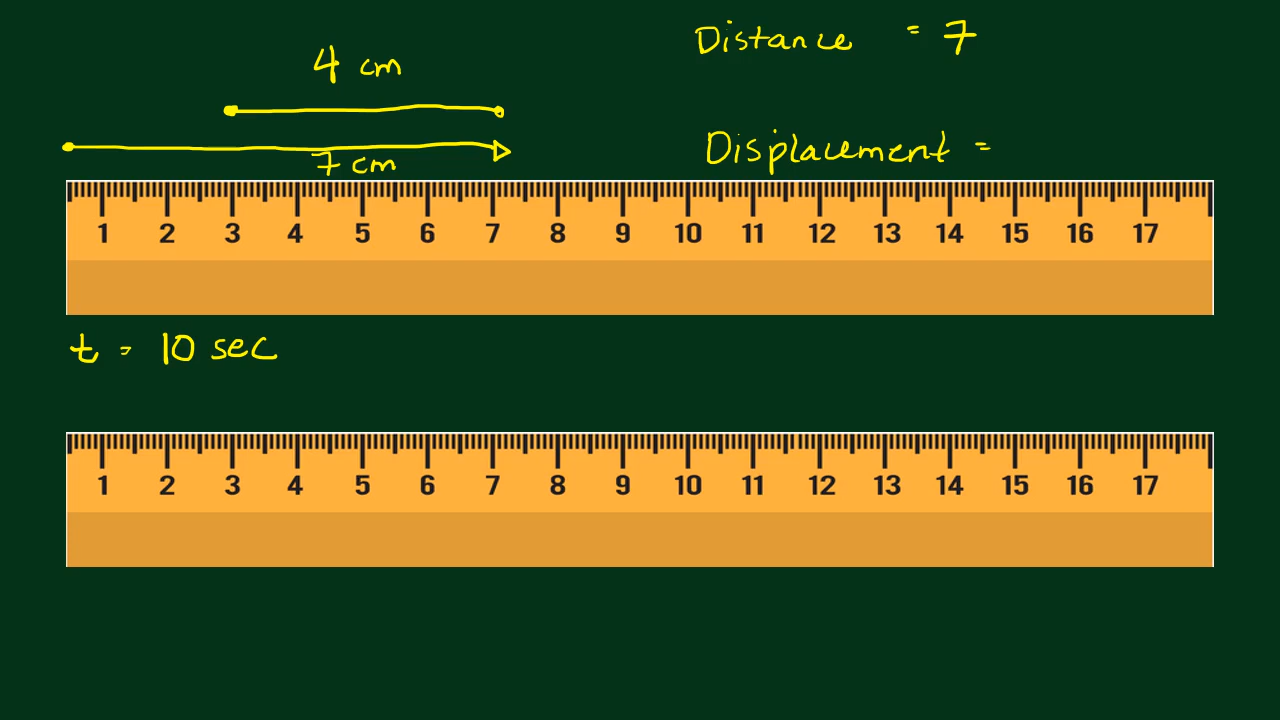 Distance = 7
4 cm
7 cm
Displacement =
1 2 3 4 5 6 7 8 9 10 11 12 13 14 15 16 17
t = 10 sec
1 2 3 4 5 6 7 8 9 10 11 12 13 14 15 16 17